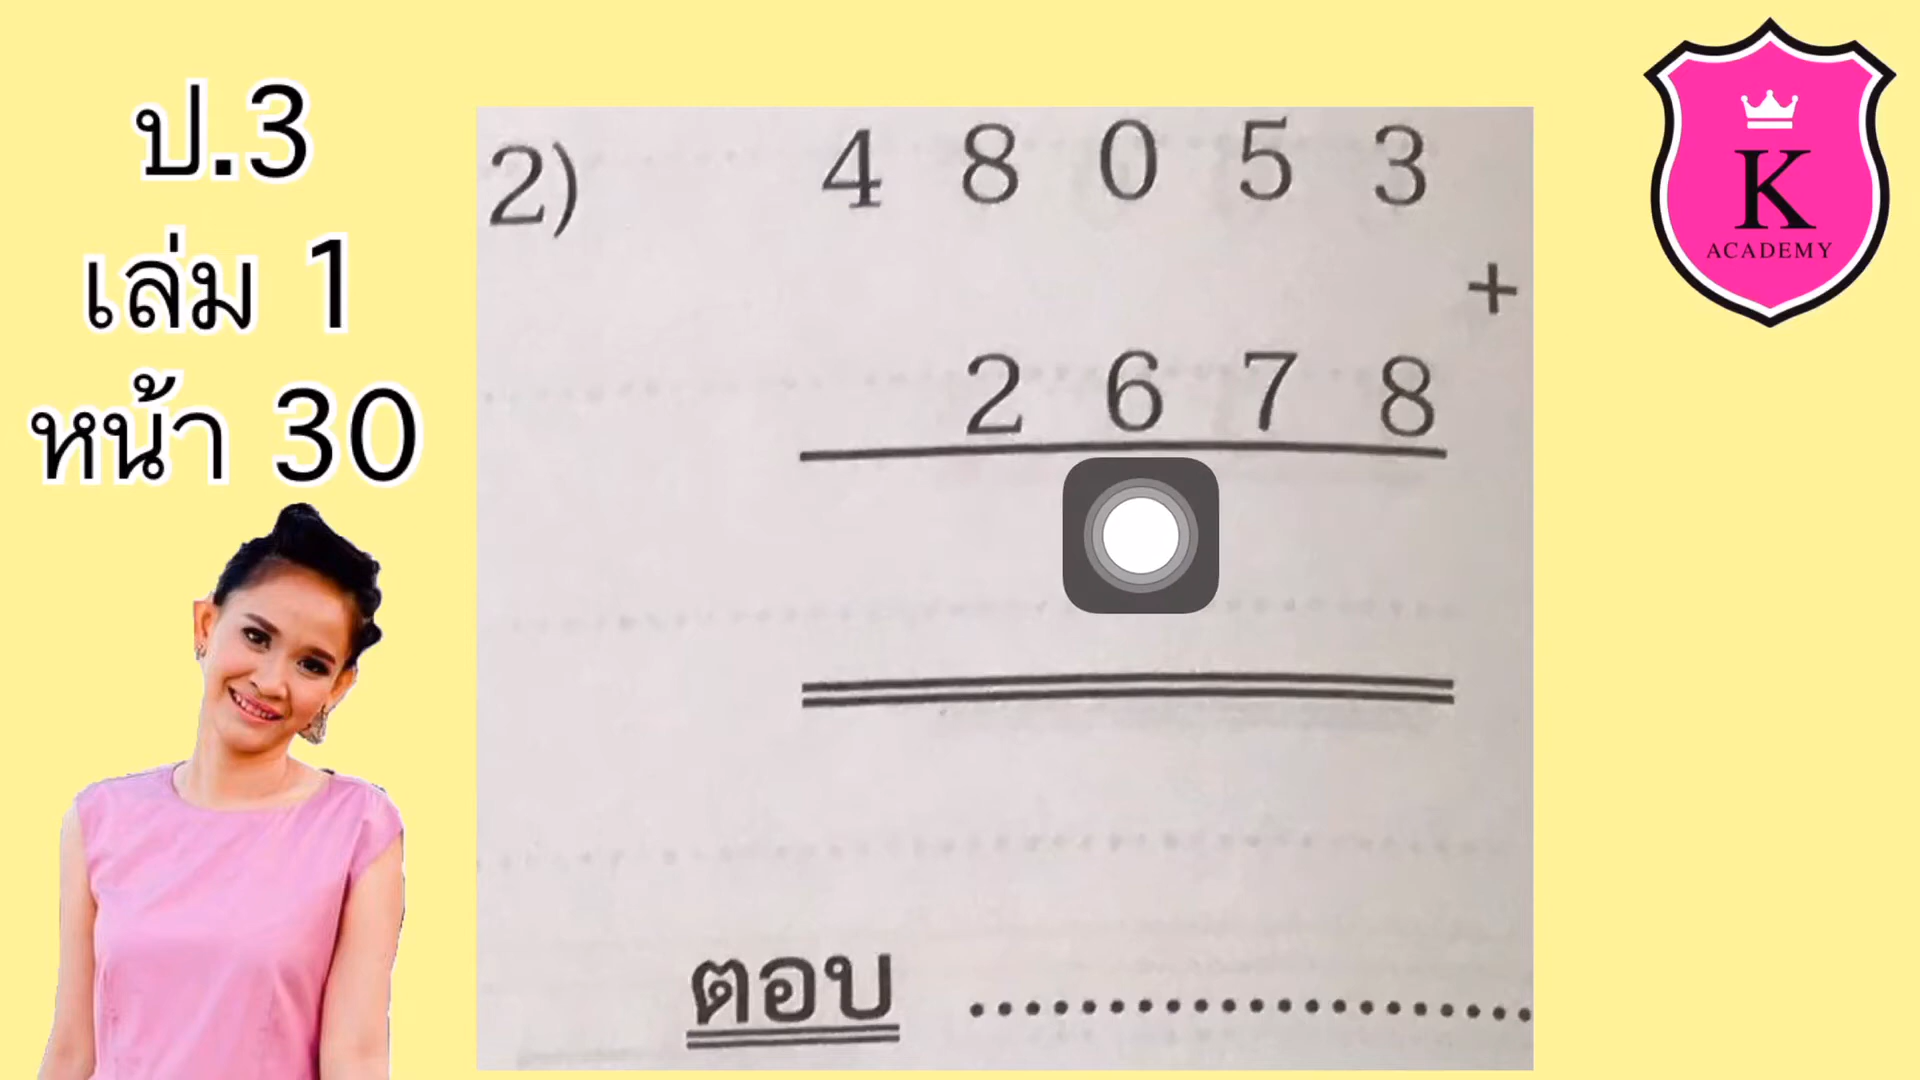 ป.3
เล่ม 1
หน้า 30
2) 4 8 0 5 3
+
2 6 7 8
ตอบ ........................
K
ACADEMY